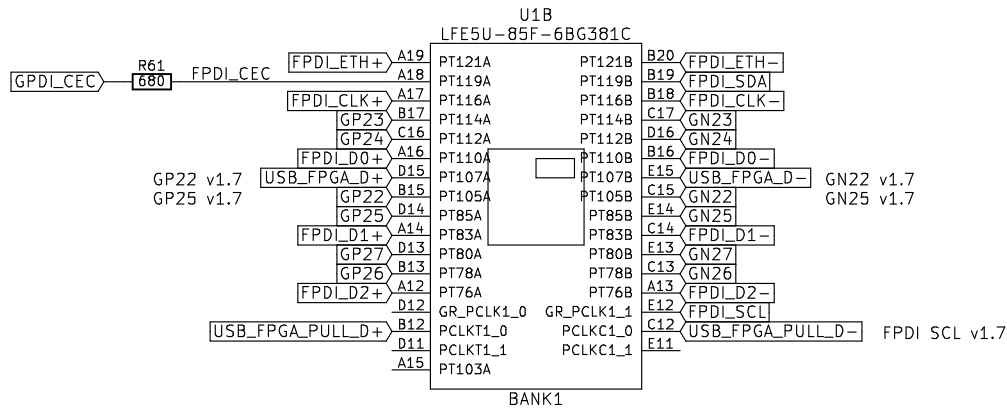 U1B
LFE5U-85F-6BG381C
FPDI_ETH+ A19 PT121A PT121B B20 FPDI_ETH-
R61
GPDI_CEC 680 FPDI_CEC A18 PT119A PT119B B19 FPDI_SDA
FPDI_CLK+ A17 PT116A PT116B B18 FPDI_CLK-
GP23 B17 PT114A PT114B C17 GN23
GP24 C16 PT112A PT112B D16 GN24
FPDI_D0+ A16 PT110A PT110B B16 FPDI_D0-
GP22 v1.7 USB_FPGA_D+ D15 PT107A PT107B E15 USB_FPGA_D- GN22 v1.7
GP25 v1.7 GP22 B15 PT105A PT105B C15 GN22 GN25 v1.7
GP25 D14 PT85A PT85B E14 GN25
FPDI_D1+ A14 PT83A PT83B C14 FPDI_D1-
GP27 D13 PT80A PT80B E13 GN27
GP26 B13 PT78A PT78B C13 GN26
FPDI_D2+ A12 PT76A PT76B A13 FPDI_D2-
D12 GR_PCLK1_0 GR_PCLK1_1 E12 FPDI_SCL
USB_FPGA_PULL_D+ B12 PCLKT1_0 PCLKC1_0 C12 USB_FPGA_PULL_D- FPDI SCL v1.7
D11 PCLKT1_1 PCLKC1_1 E11
A15 PT103A
BANK1